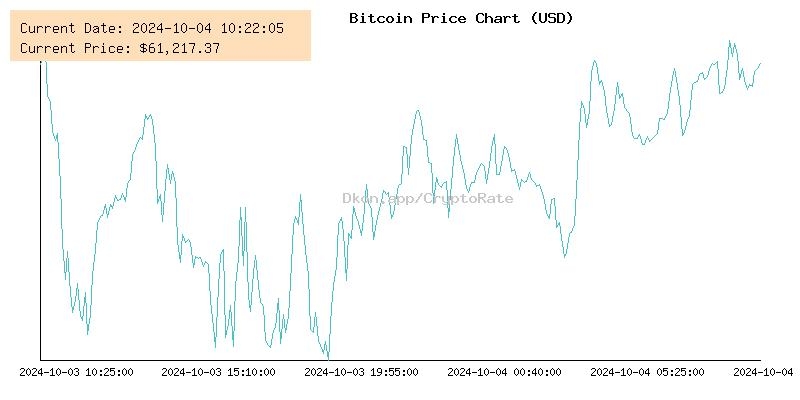 Bitcoin Price Chart (USD)
Current Date: 2024-10-04 10:22:05
Current Price: $61,217.37
Dkdn.app/CryptoRate
2024-10-03 10:25:00 2024-10-03 15:10:00 2024-10-03 19:55:00 2024-10-04 00:40:00 2024-10-04 05:25:00 2024-10-04